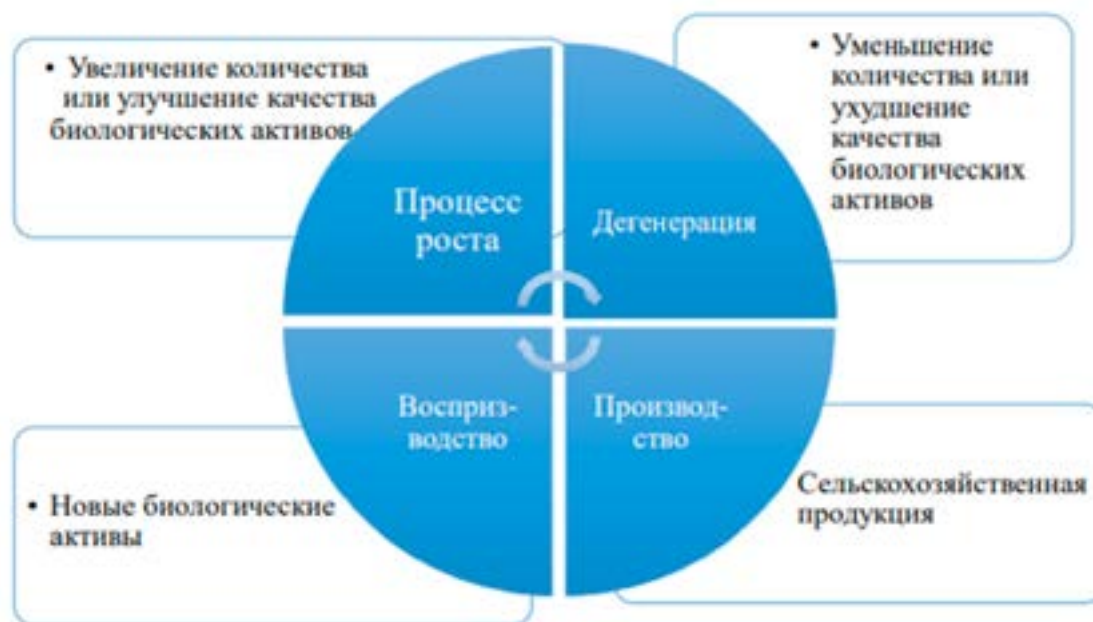 • Увеличение количества
или улучшение качества
биологических активов
• Уменьшение
количества или
ухудшение
качества
биологических
активов
Процесс
роста
Дегенерация
Восприз-
водство
Производ-
ство
• Новые биологические
активы
Сельскохозяйственная
продукция